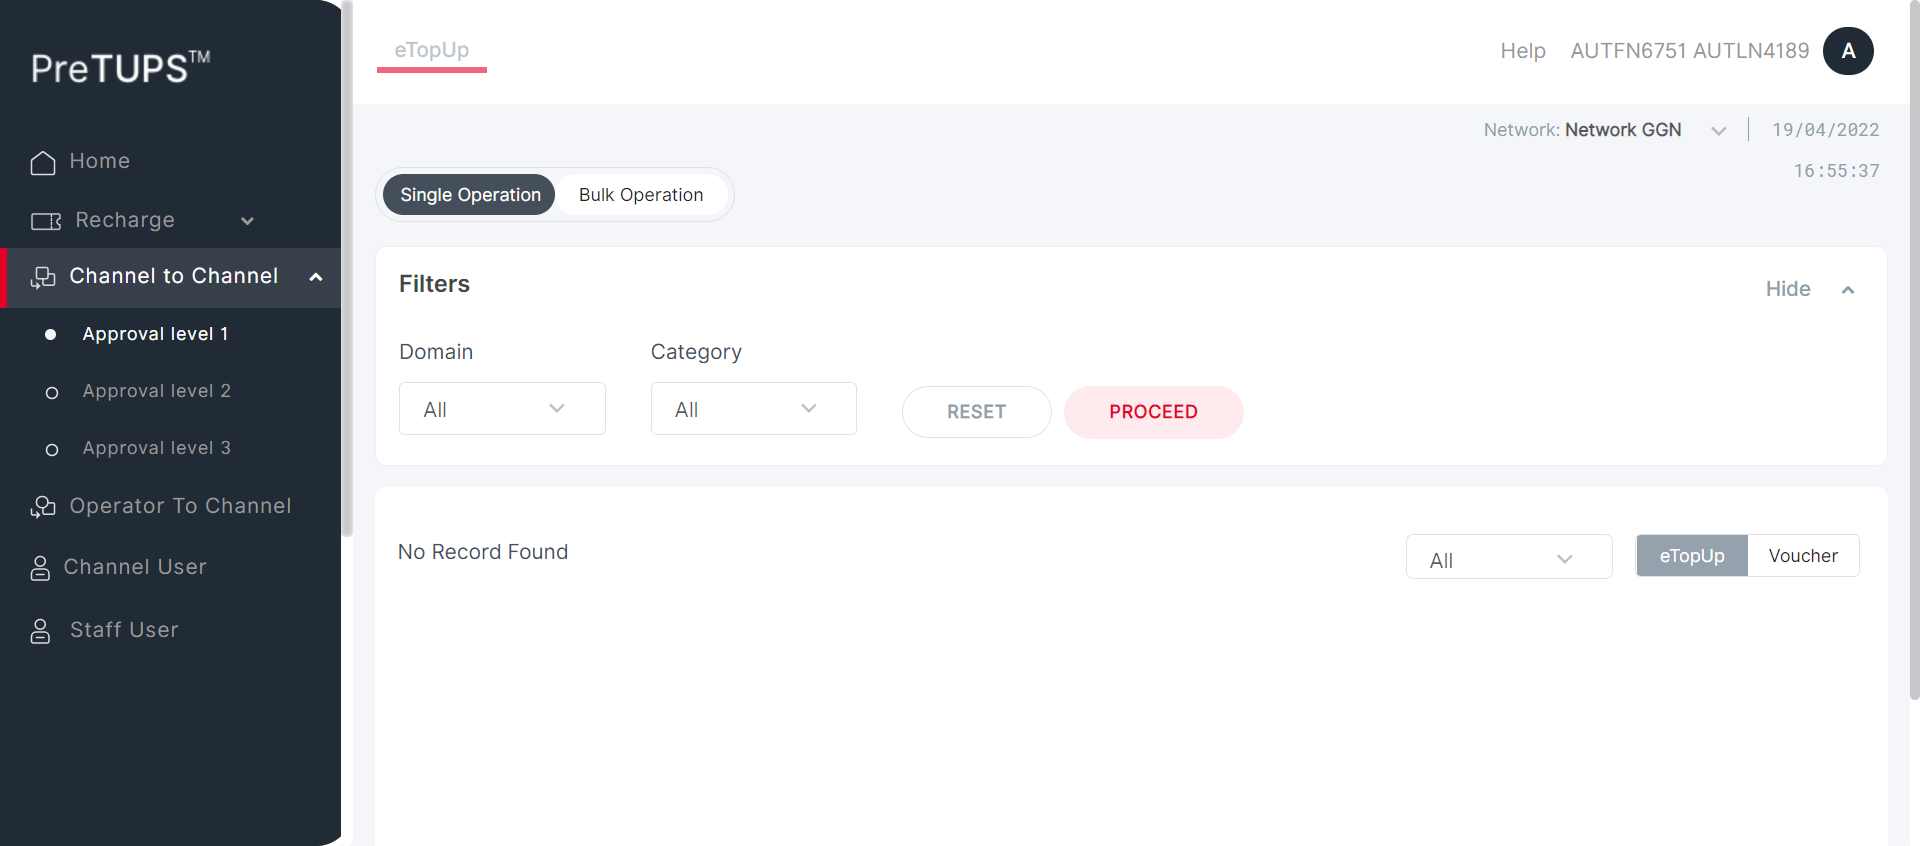 PreTUPS™
Home
Recharge
Channel to Channel
Approval level 1
Approval level 2
Approval level 3
Operator To Channel
Channel User
Staff User
eTopUp
Help AUTFN6751 AUTLN4189 A
Network: Network GGN 19/04/2022
16:55:37
Single Operation Bulk Operation
Filters
Hide
Domain Category
All All RESET PROCEED
No Record Found
All eTopUp Voucher